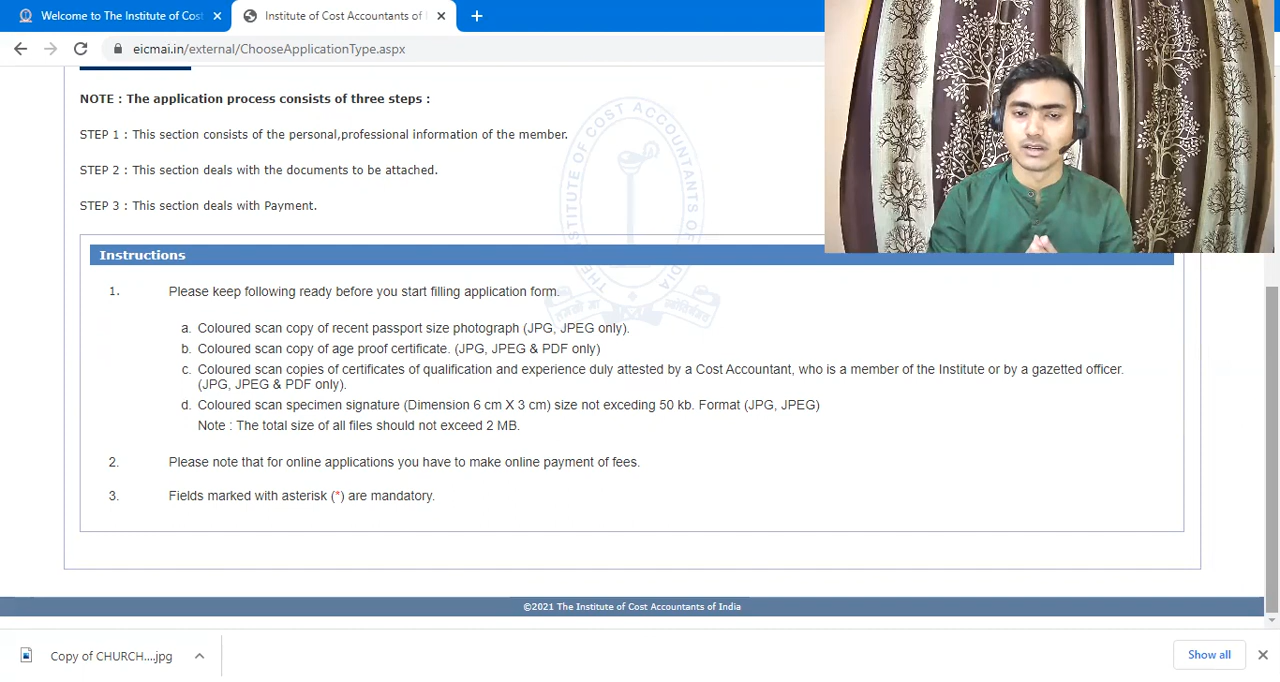 Welcome to The Institute of Cost
Institute of Cost Accountants of
eicmai.in/external/ChooseApplicationType.aspx
NOTE : The application process consists of three steps :
STEP 1 : This section consists of the personal,professional information of the member.
STEP 2 : This section deals with the documents to be attached.
STEP 3 : This section deals with Payment.
THE INSTITUTE OF COST ACCOUNTANTS OF INDIA
Instructions
1. Please keep following ready before you start filling application form.
a. Coloured scan copy of recent passport size photograph (JPG, JPEG only).
b. Coloured scan copy of age proof certificate. (JPG, JPEG & PDF only)
c. Coloured scan copies of certificates of qualification and experience duly attested by a Cost Accountant, who is a member of the Institute or by a gazetted officer.
(JPG, JPEG & PDF only).
d. Coloured scan specimen signature (Dimension 6 cm X 3 cm) size not exceeding 50 kb. Format (JPG, JPEG)
Note : The total size of all files should not exceed 2 MB.
2. Please note that for online applications you have to make online payment of fees.
3. Fields marked with asterisk (*) are mandatory.
©2021 The Institute of Cost Accountants of India
Copy of CHURCH....jpg
Show all